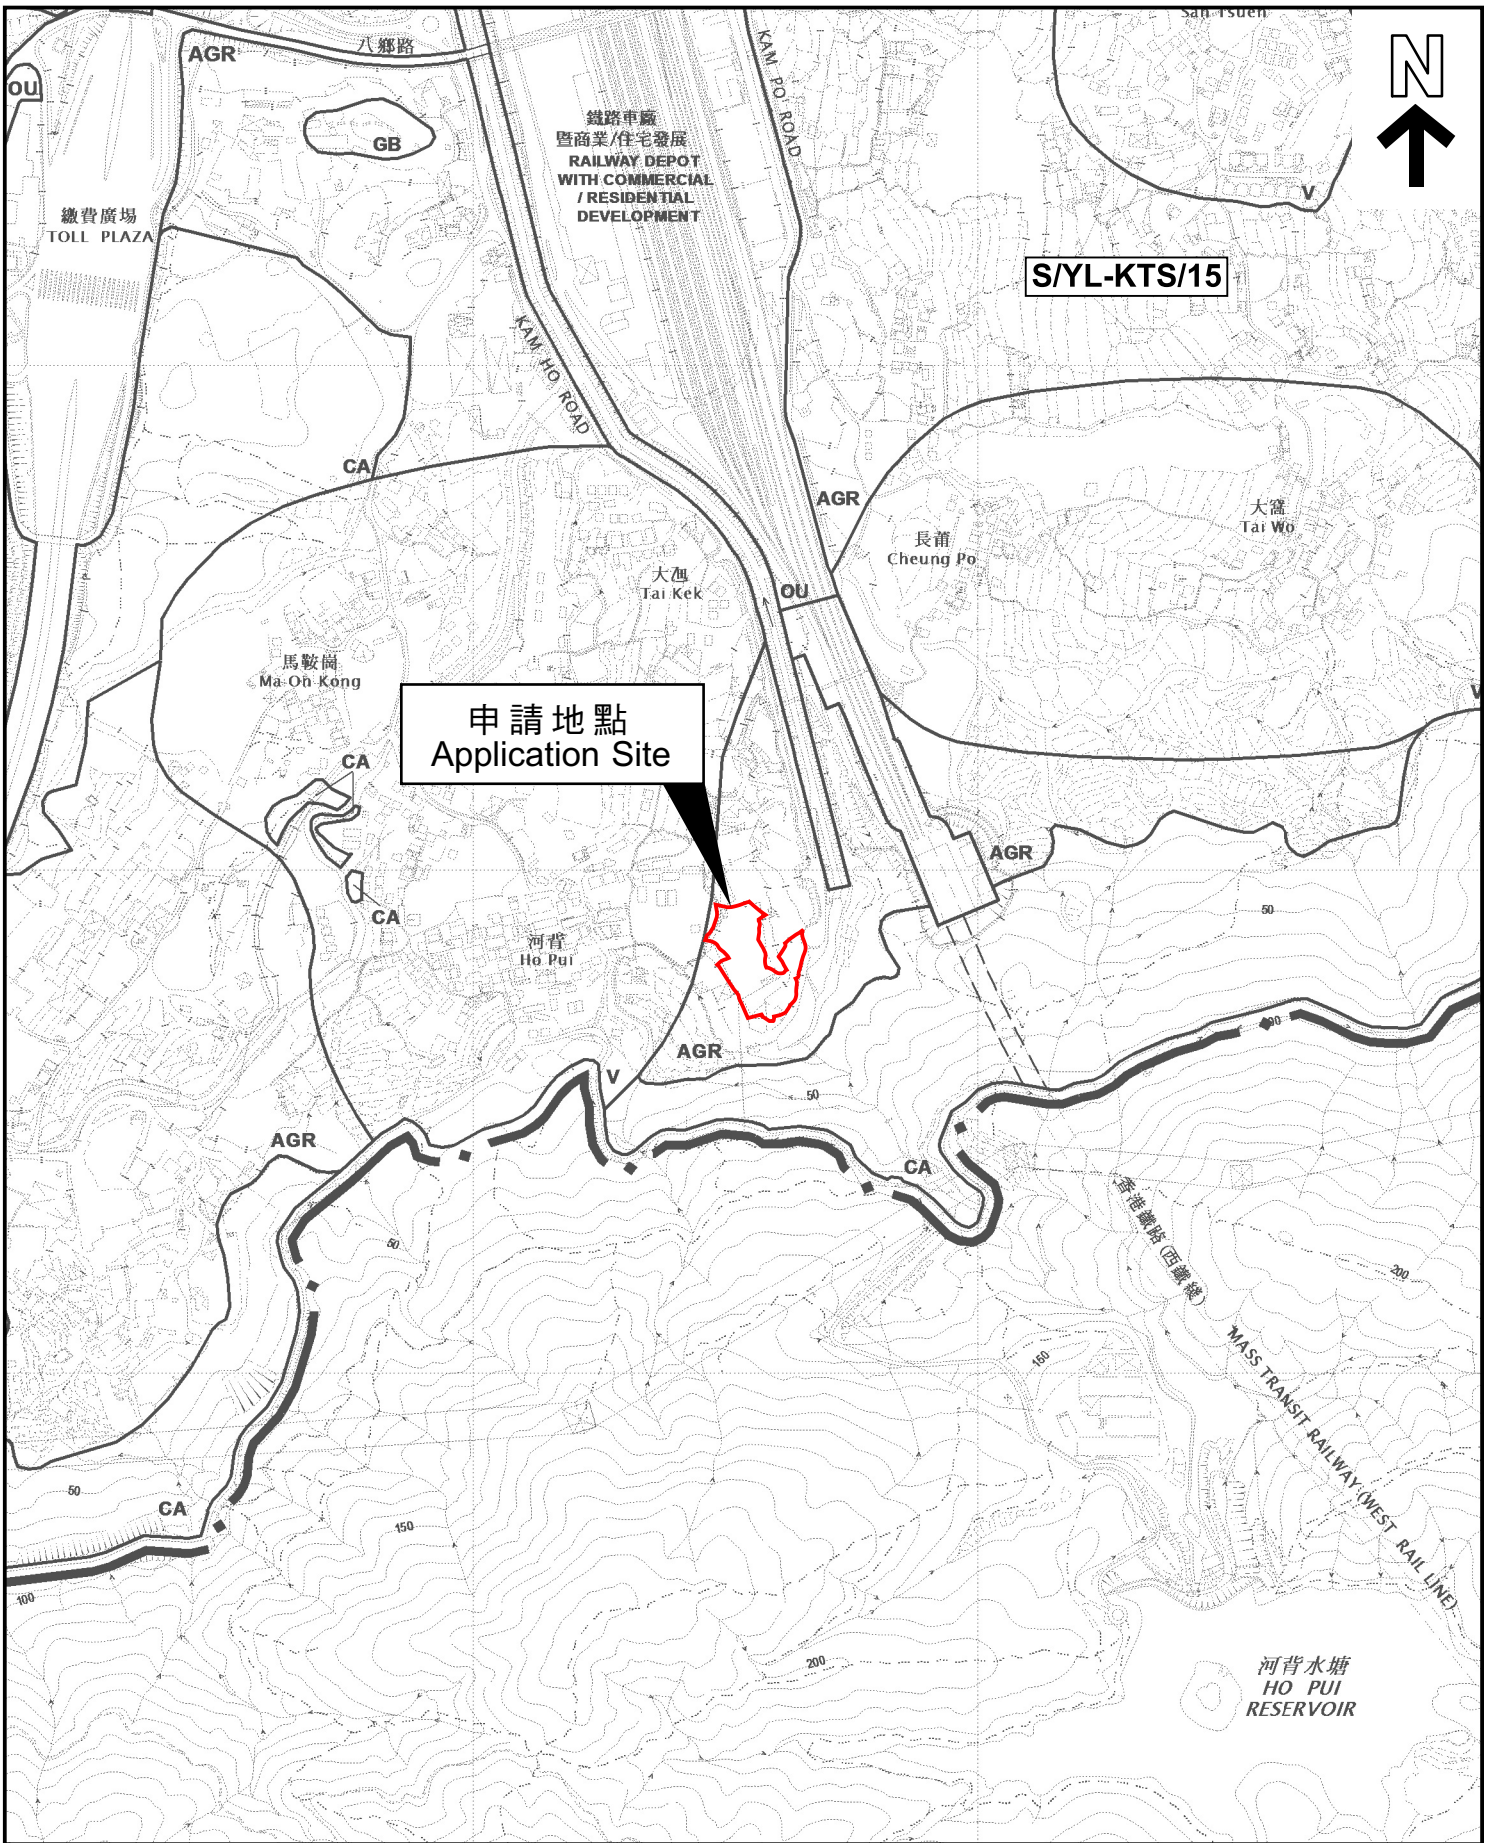 San Tsuen
N
AGR
八鄉路
OU
GB
鐵路車廠
暨商業/住宅發展
RAILWAY DEPOT
WITH COMMERCIAL
/ RESIDENTIAL
DEVELOPMENT
KAM PO ROAD
V
繳費廣場
TOLL PLAZA
S/YL-KTS/15
KAM HO ROAD
CA
AGR
大窩
Tai Wo
長莆
Cheung Po
Tai Kek
OU
馬鞍崗
Ma On Kong
V
申請地點
Application Site
CA
AGR
CA
50
河背
Ho Pui
100
AGR
V
50
AGR
CA
香港鐵路(西鐵綫)
MASS TRANSIT RAILWAY (WEST RAIL LINE)
50
200
150
50
CA
150
100
200
河背水塘
HO PUI
RESERVOIR